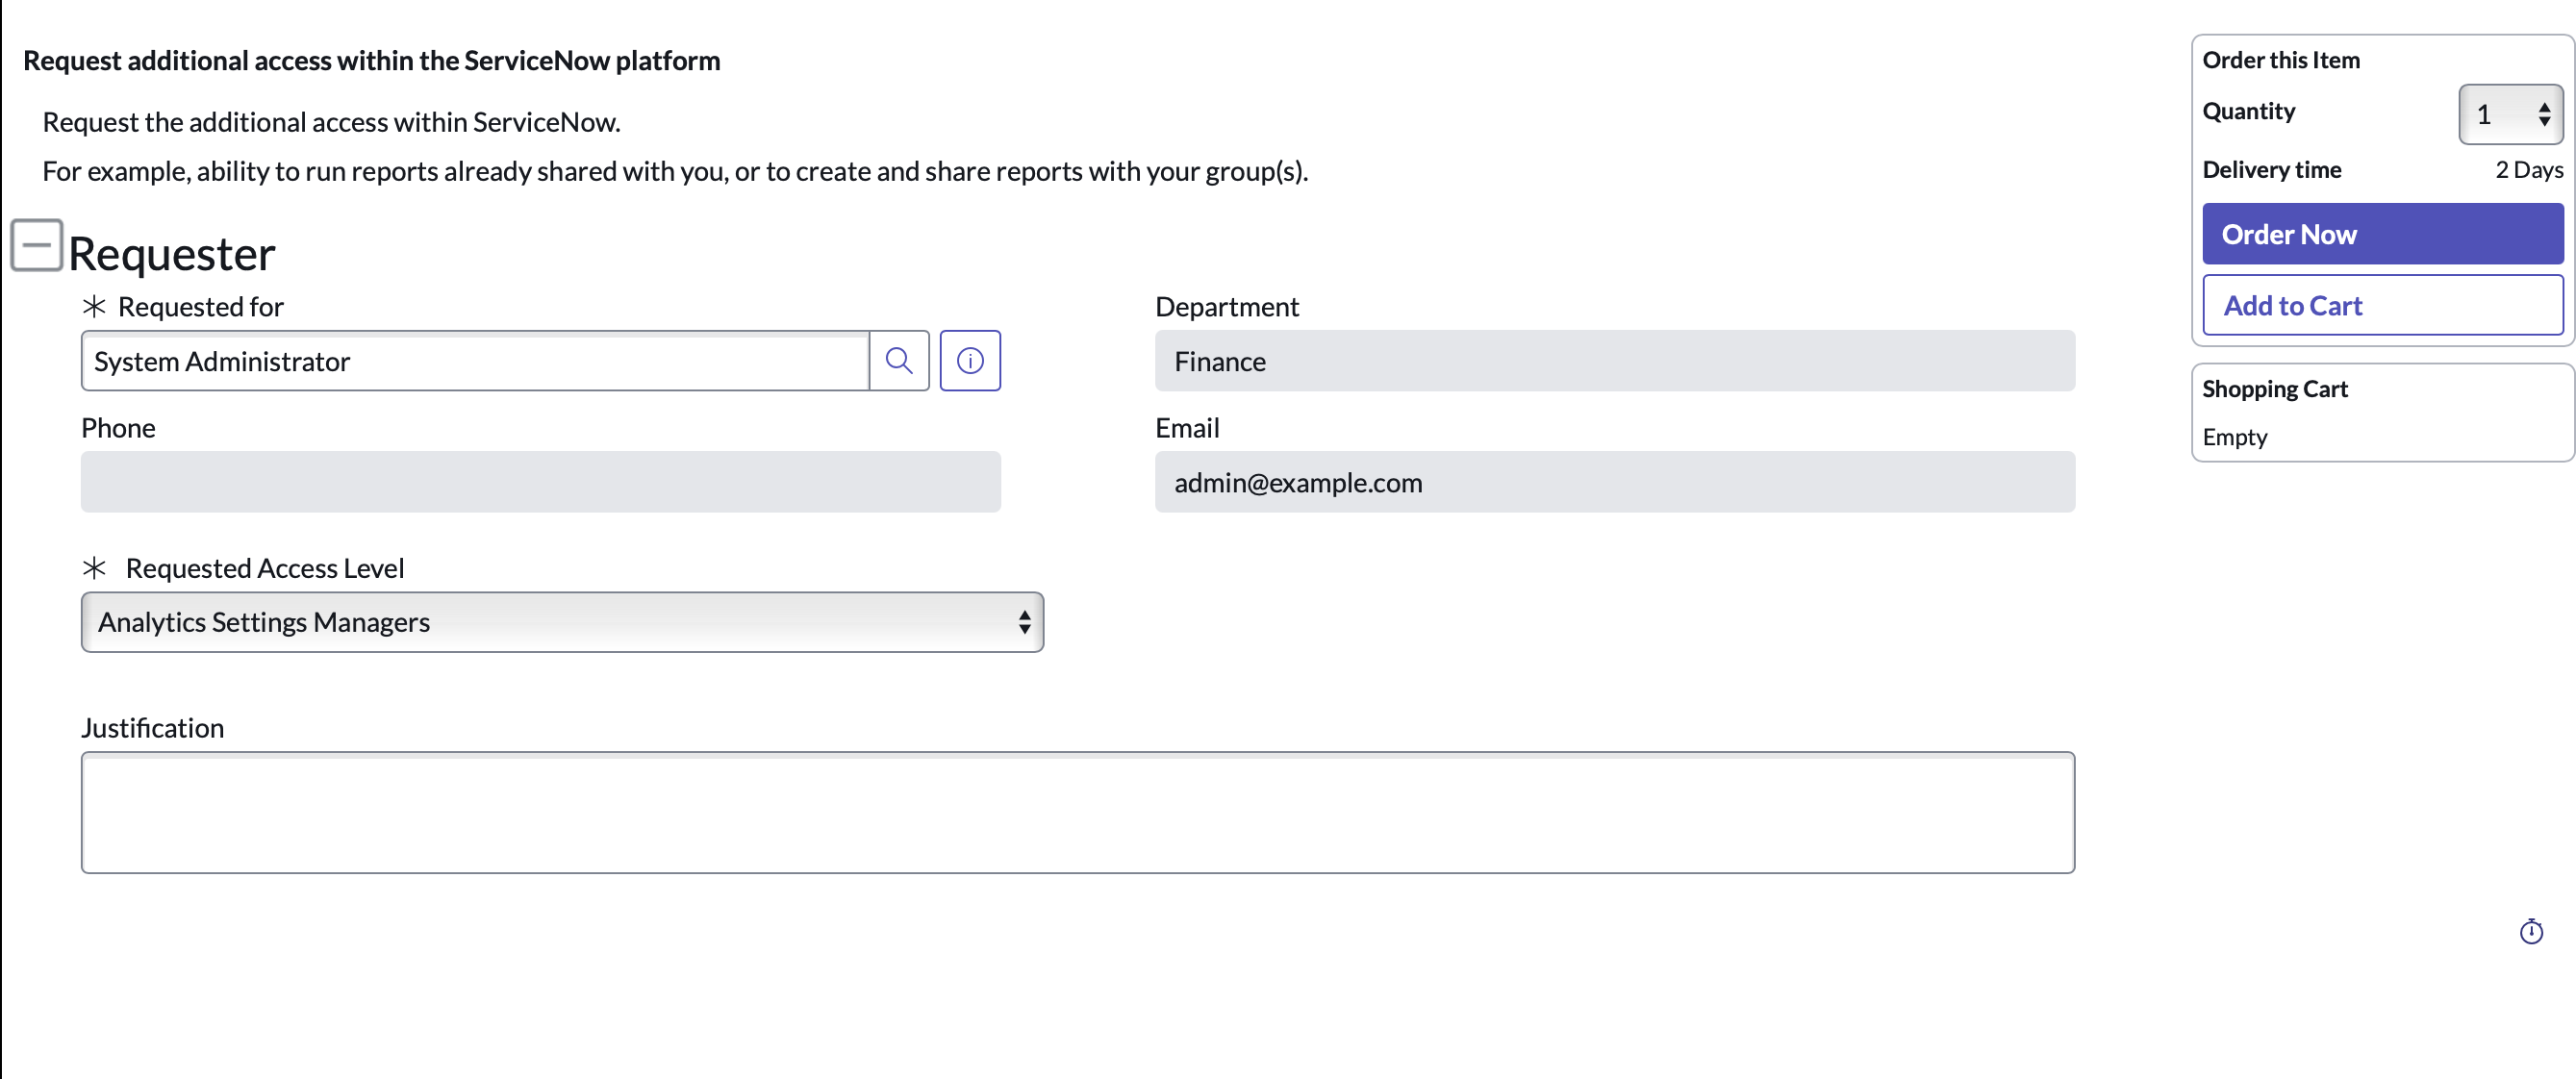 Request additional access within the ServiceNow platform
Request the additional access within ServiceNow.
For example, ability to run reports already shared with you, or to create and share reports with your group(s).
Requester
Requested for
System Administrator
Department
Finance
Phone
Email
admin@example.com
Requested Access Level
Analytics Settings Managers
Justification
Order this Item
Quantity
1
Delivery time 2 Days
Order Now
Add to Cart
Shopping Cart
Empty